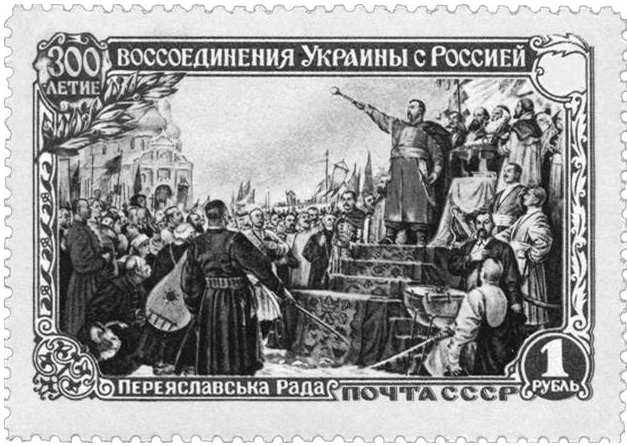 300
ЛЕТИЕ
ВОССОЕДИНЕНИЯ УКРАИНЫ С РОССИЕЙ
ПЕРЕЯСЛАВСЬКА РАДА
ПОЧТА СССР
1
РУБЛЬ